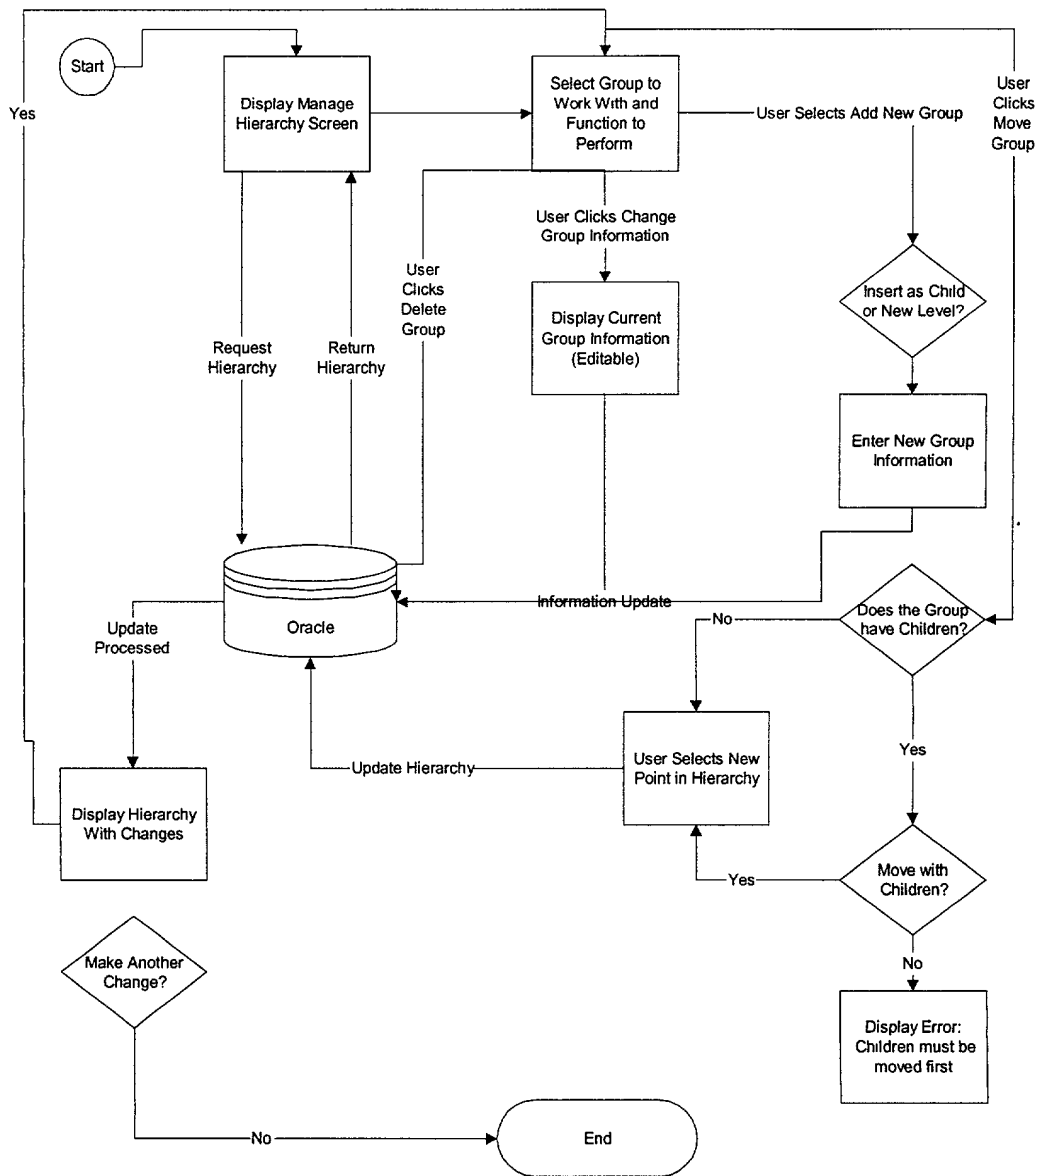 Start
Yes
Display Manage
Hierarchy Screen
Select Group to
Work With and
Function to
Perform
User Selects Add New Group
User
Clicks
Move
Group
User Clicks Change
Group Information
User
Clicks
Delete
Group
Insert as Child
or New Level?
Display Current
Group Information
(Editable)
Request
Hierarchy
Return
Hierarchy
Enter New Group
Information
Information Update
Oracle
No
Does the Group
have Children?
Update
Processed
Yes
Update Hierarchy
User Selects New
Point in Hierarchy
Display Hierarchy
With Changes
Yes
Move with
Children?
Make Another
Change?
No
Display Error:
Children must be
moved first
No
End